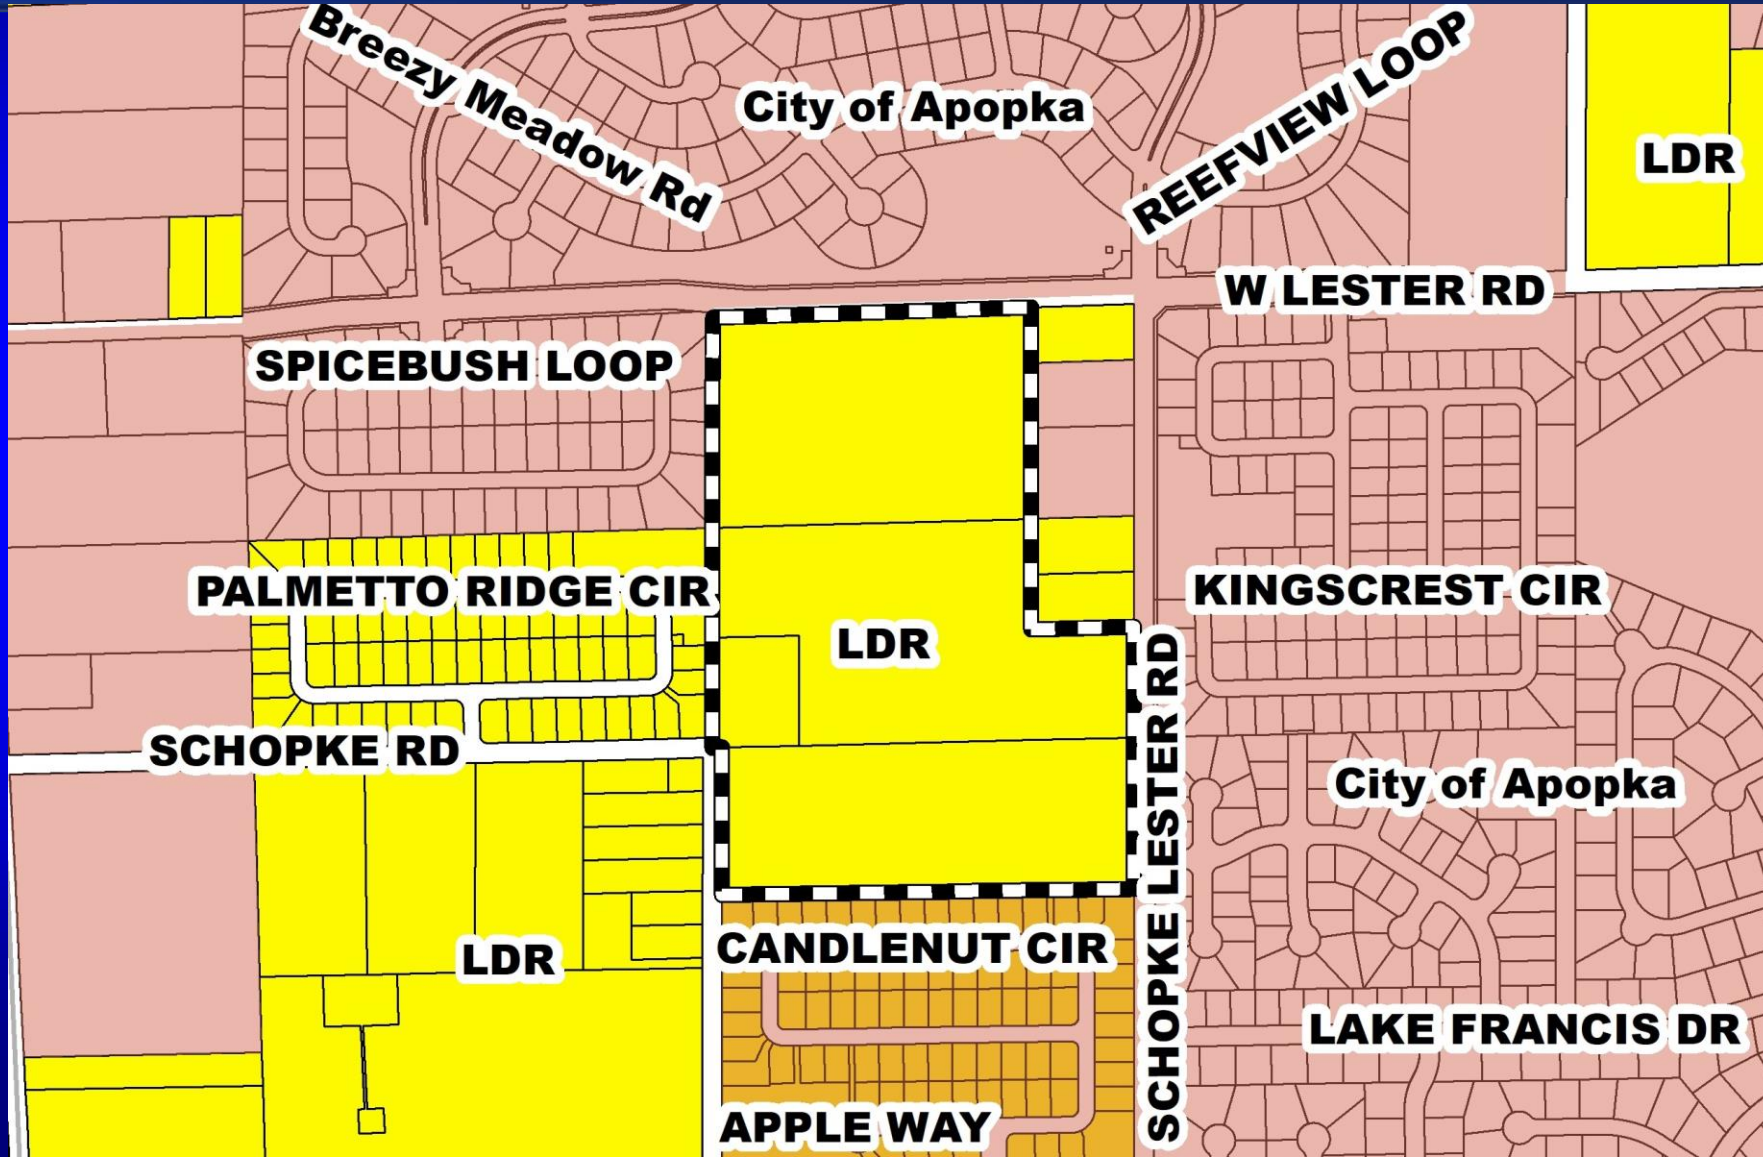 Breezy Meadow Rd
City of Apopka
REEFVIEW LOOP
LDR
W LESTER RD
SPICEBUSH LOOP
PALMETTO RIDGE CIR
KINGSCREST CIR
LDR
SCHOPKE RD
SCHOPKE LESTER RD
City of Apopka
LDR
CANDLENUT CIR
LAKE FRANCIS DR
APPLE WAY